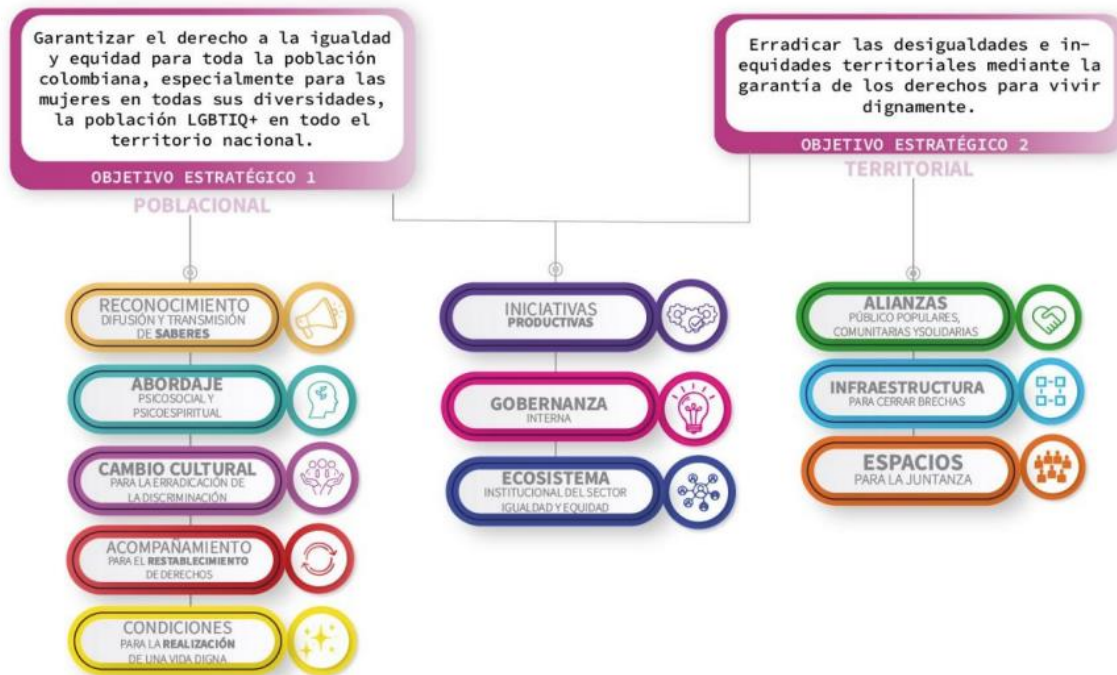 Garantizar el derecho a la igualdad
y equidad para toda la población
colombiana, especialmente para las
mujeres en todas sus diversidades,
la población LGBTIQ+ en todo el
territorio nacional.
OBJETIVO ESTRATÉGICO 1
POBLACIONAL
Erradicar las desigualdades e in-
equidades territoriales mediante la
garantía de los derechos para vivir
dignamente.
OBJETIVO ESTRATÉGICO 2
TERRITORIAL
RECONOCIMIENTO
DIFUSIÓN Y TRANSMISIÓN
DE SABERES
ABORDAJE
PSICOSOCIAL Y
PSICOESPIRITUAL
CAMBIO CULTURAL
PARA LA ERRADICACIÓN DE
LA DISCRIMINACIÓN
ACOMPAÑAMIENTO
PARA EL RESTABLECIMIENTO
DE DERECHOS
CONDICIONES
PARA LA REALIZACIÓN
DE UNA VIDA DIGNA
INICIATIVAS
PRODUCTIVAS
GOBERNANZA
INTERNA
ECOSISTEMA
INSTITUCIONAL DEL SECTOR
IGUALDAD Y EQUIDAD
ALIANZAS
PÚBLICO POPULARES,
COMUNITARIAS YSOLIDARIAS
INFRAESTRUCTURA
PARA CERRAR BRECHAS
ESPACIOS
PARA LA JUNTANZA